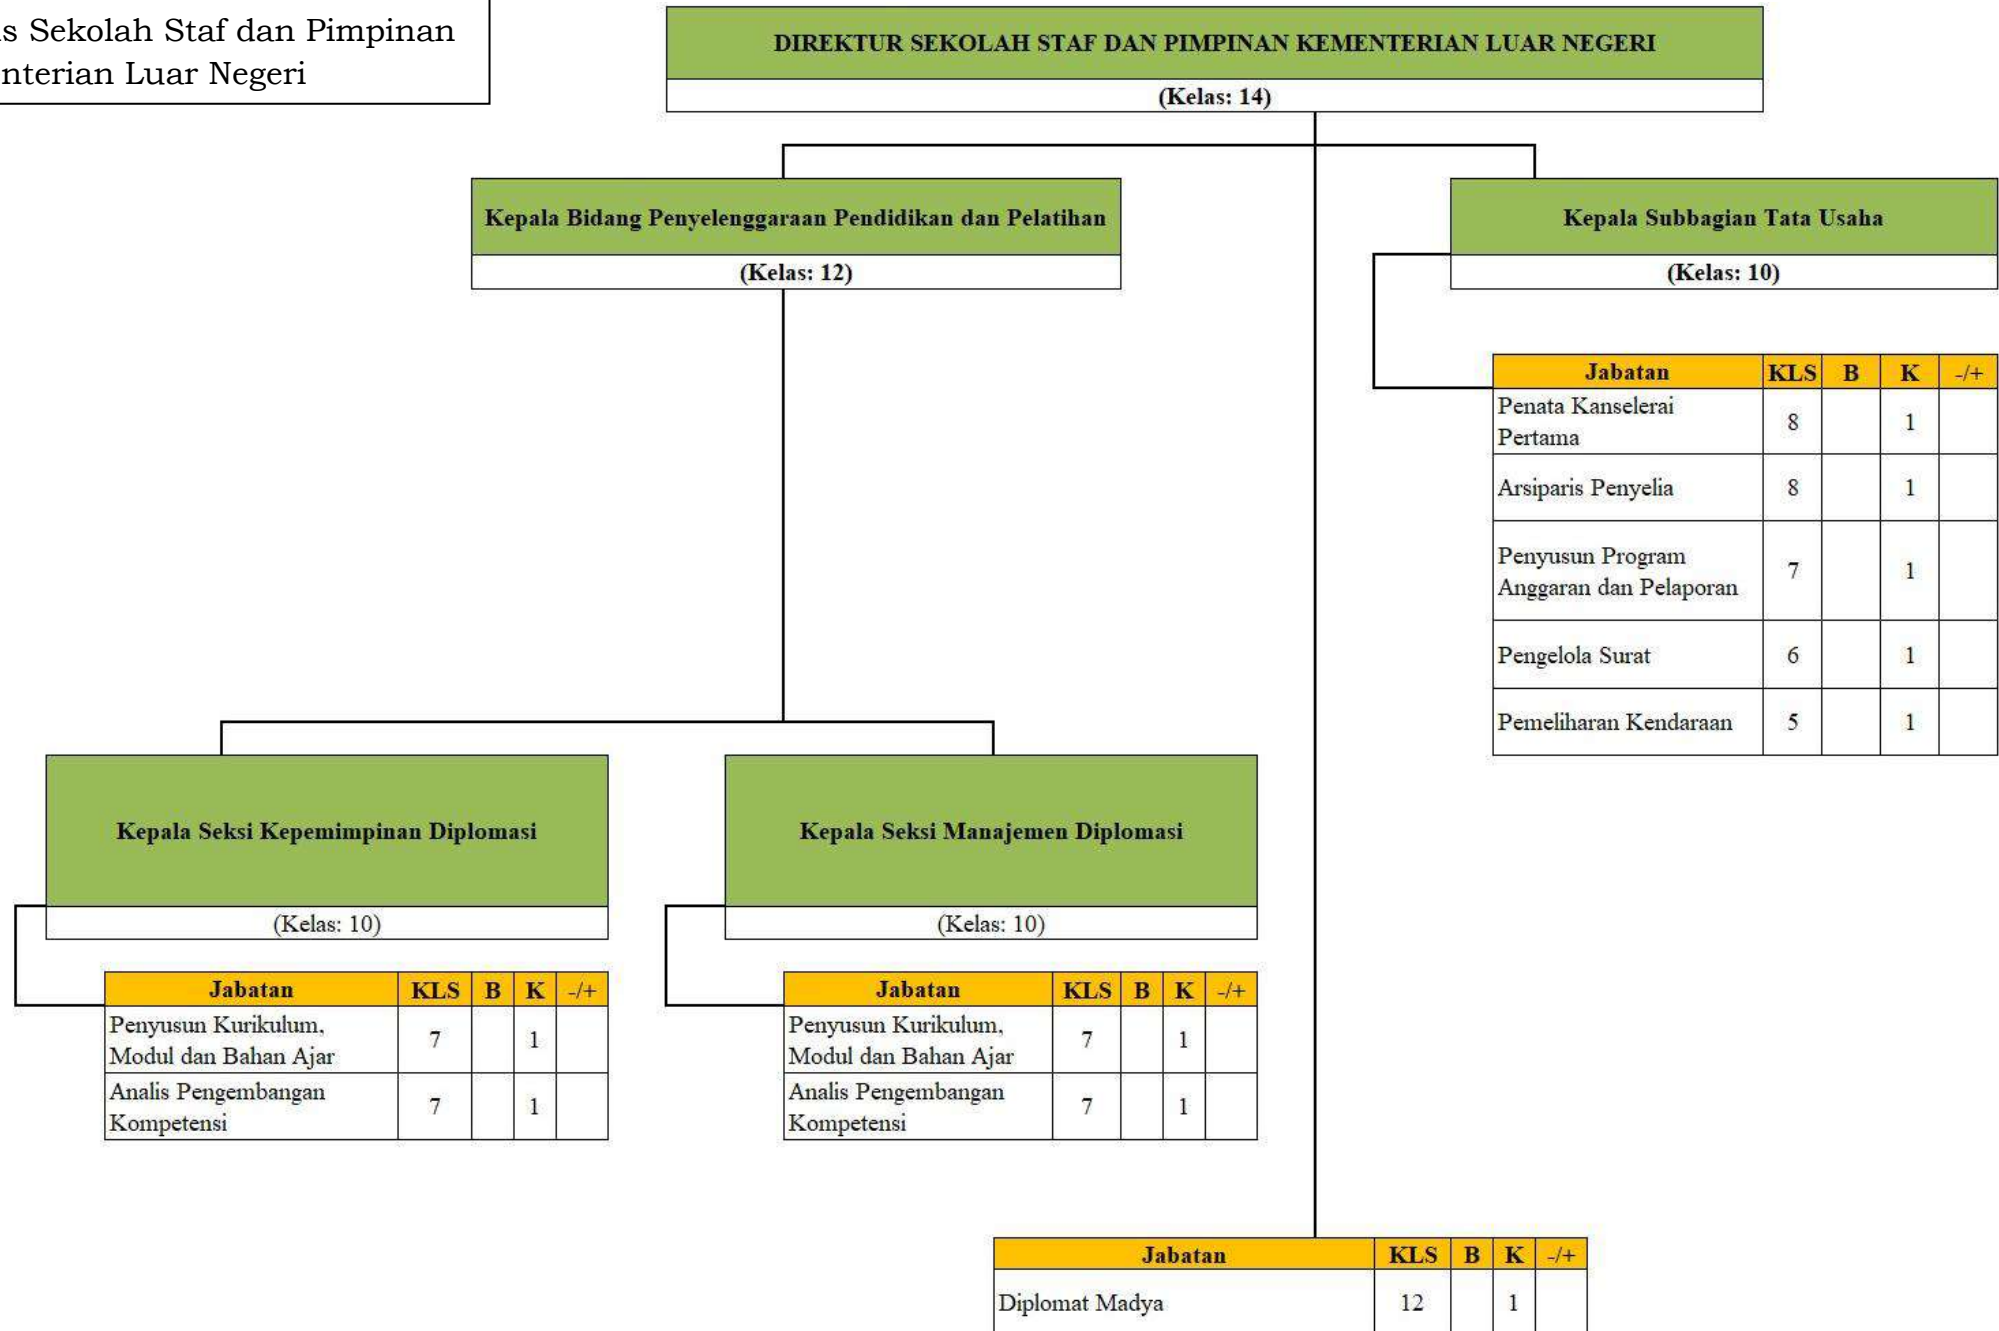 Sekolah Staf dan Pimpinan
Luar Negeri
DIREKTUR SEKOLAH STAF DAN PIMPINAN KEMENTERIAN LUAR NEGERI
(Kelas: 14)
Kepala Bidang Penyelenggaraan Pendidikan dan Pelatihan
(Kelas: 12)
Kepala Subbagian Tata Usaha
(Kelas: 10)
Jabatan KLS B K -/+
Penata Kanselerai
Pertama 8 1
Arsiparis Penyelia 8 1
Penyusun Program
Anggaran dan Pelaporan 7 1
Pengelola Surat 6 1
Pemeliharan Kendaraan 5 1
Kepala Seksi Kepemimpinan Diplomasi
(Kelas: 10)
Jabatan KLS B K -/+
Penyusun Kurikulum,
Modul dan Bahan Ajar 7 1
Analis Pengembangan
Kompetensi 7 1
Kepala Seksi Manajemen Diplomasi
(Kelas: 10)
Jabatan KLS B K -/+
Penyusun Kurikulum,
Modul dan Bahan Ajar 7 1
Analis Pengembangan
Kompetensi 7 1
Jabatan KLS B K -/+
Diplomat Madya 12 1